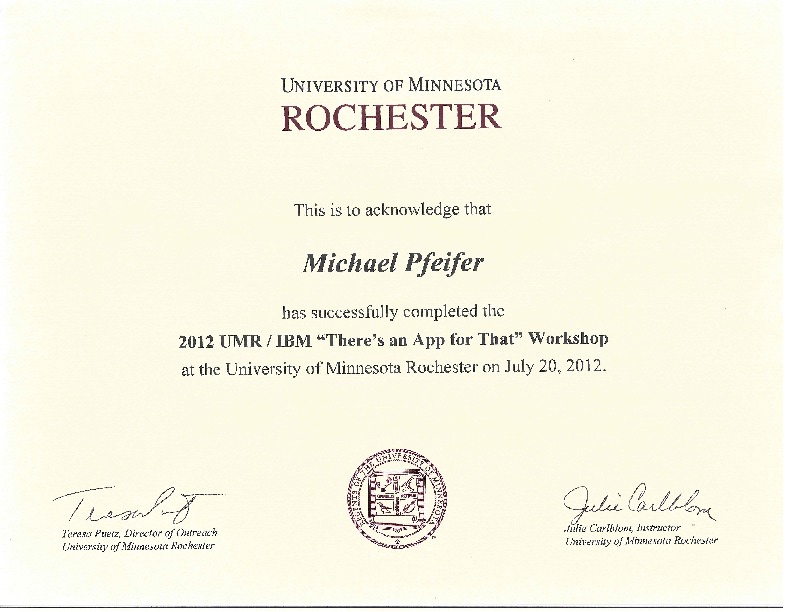 UNIVERSITY OF MINNESOTA
ROCHESTER
This is to acknowledge that
Michael Pfeifer
has successfully completed the
2012 UMR / IBM “There’s an App for That” Workshop
at the University of Minnesota Rochester on July 20, 2012.
Julie Carlblom
Teresa Puetz, Director of Outreach
University of Minnesota Rochester
Julie Carlblom, Instructor
University of Minnesota Rochester